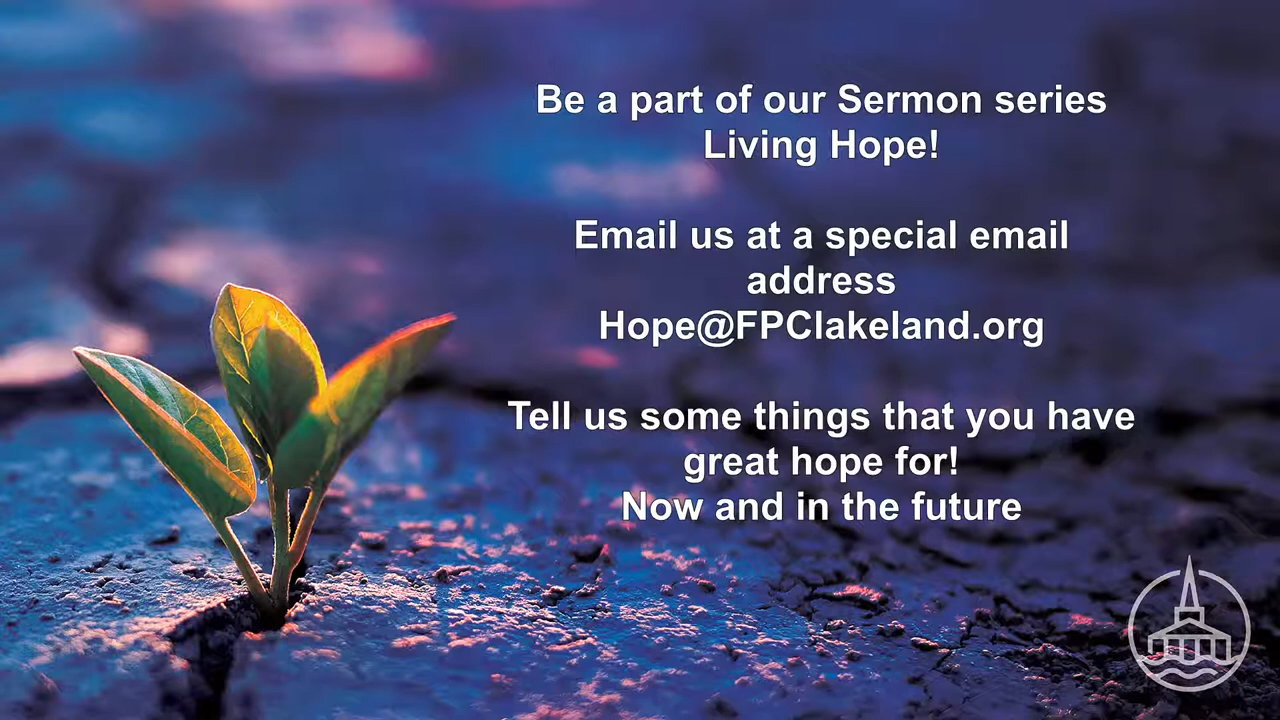 Be a part of our Sermon series
Living Hope!
Email us at a special email
address
Hope@FPClakeland.org
Tell us some things that you have
great hope for!
Now and in the future